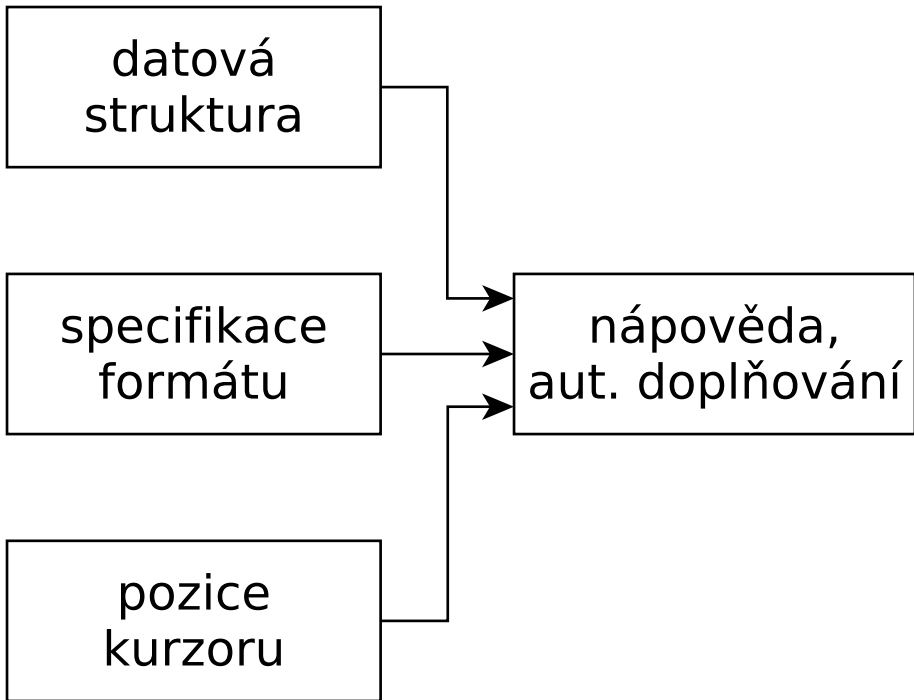 datová
struktura
specifikace
formátu
nápověda,
aut. doplňování
pozice
kurzoru